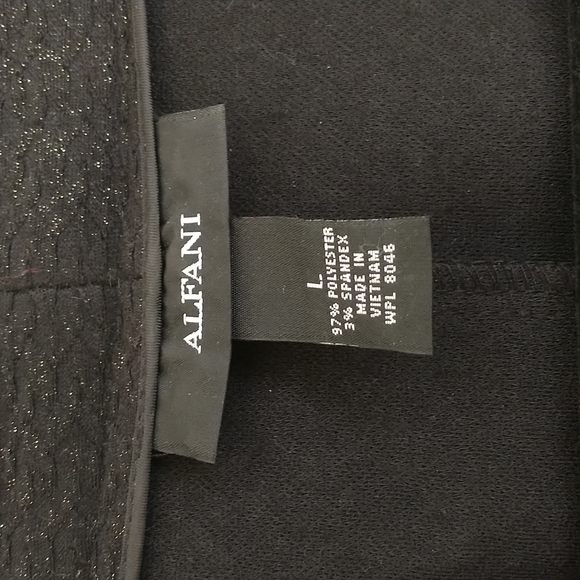 ALFANI
L
97% POLYESTER
3% SPANDEX
MADE IN
VIETNAM
WPL 8046